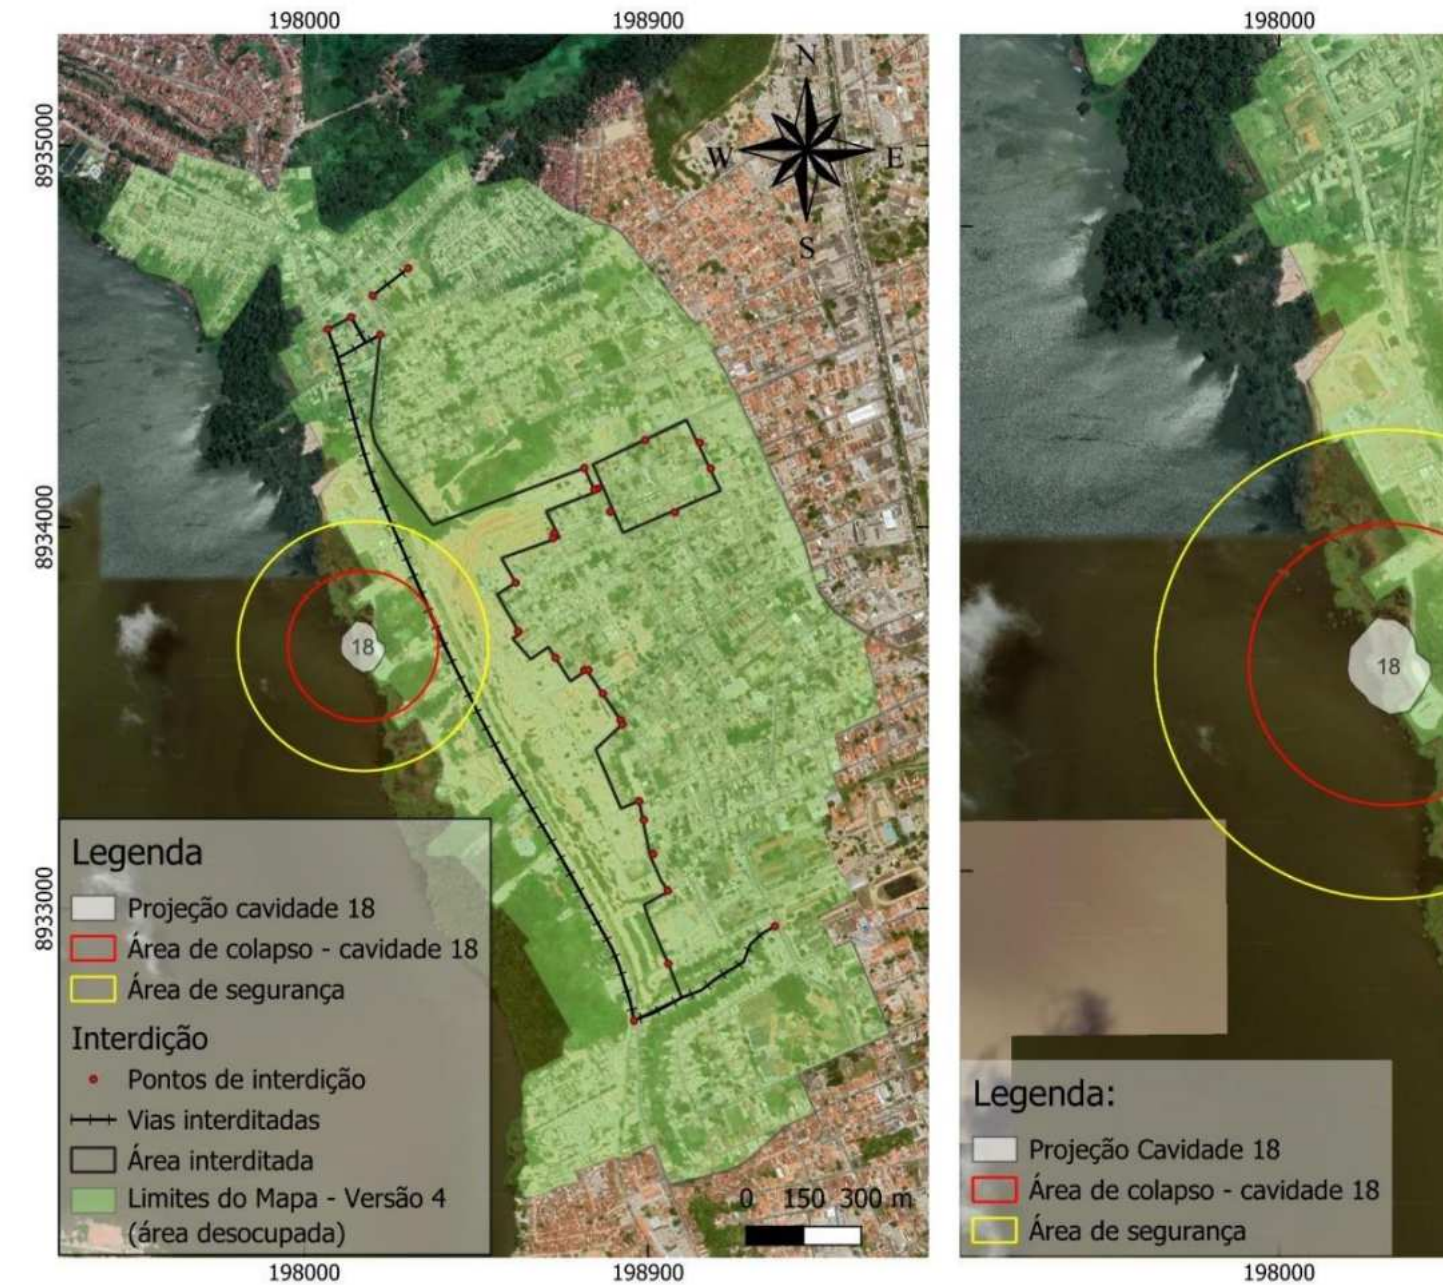 198000
198900
198000
8935000
8934000
8933000
N
W
E
S
18
18
Legenda
Projeção cavidade 18
Área de colapso - cavidade 18
Área de segurança
Interdição
Pontos de interdição
Vias interditadas
Área interditada
Limites do Mapa - Versão 4
(área desocupada)
0 150 300 m
Legenda:
Projeção Cavidade 18
Área de colapso - cavidade 18
Área de segurança
198000
198900
198000